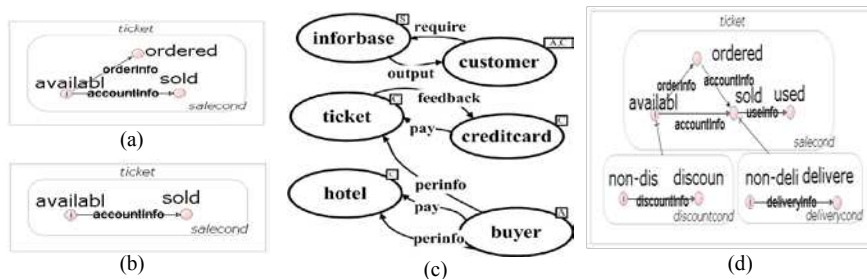 ticket
ordered
orderInfo
availabl
sold
accountInfo
salecond
(a)
ticket
availabl
sold
accountInfo
salecond
(b)
inforbase
S
require
customer
A,C
output
ticket
C
feedback
creditcard
C
pay
hotel
C
perinfo
pay
buyer
A
perinfo
(c)
ticket
ordered
orderInfo
accountInfo
availabl
sold
used
accountInfo
useInfo
salecond
non-dis
discoun
discountInfo
discountcond
non-deli
delivere
deliveryInfo
deliverycond
(d)